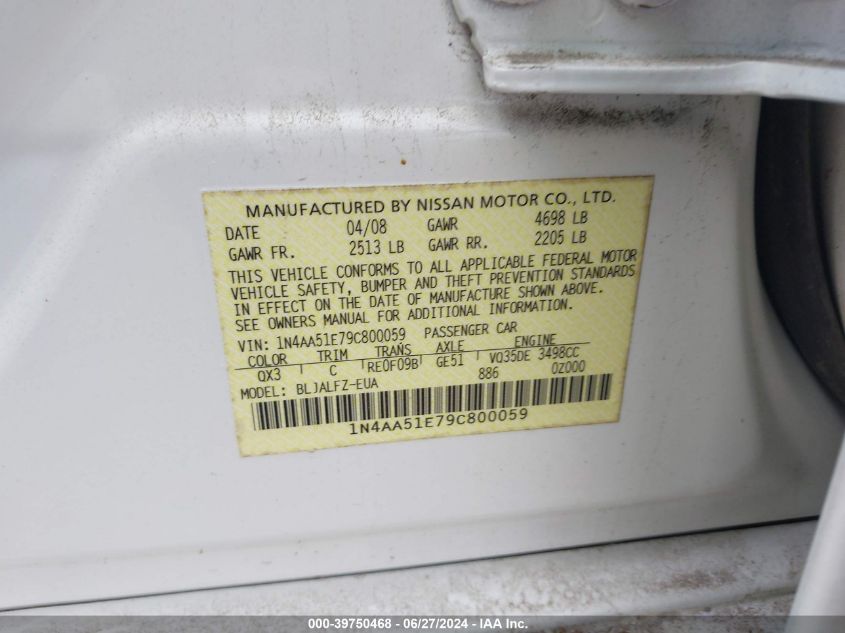 MANUFACTURED BY NISSAN MOTOR CO., LTD.
DATE 04/08 GAWR 4698 LB
GAWR FR. 2513 LB GAWR RR. 2205 LB
THIS VEHICLE CONFORMS TO ALL APPLICABLE FEDERAL MOTOR
VEHICLE SAFETY, BUMPER AND THEFT PREVENTION STANDARDS
IN EFFECT ON THE DATE OF MANUFACTURE SHOWN ABOVE.
SEE OWNERS MANUAL FOR ADDITIONAL INFORMATION.
VIN: 1N4AA51E79C800059 PASSENGER CAR
COLOR TRIM TRANS AXLE ENGINE
QX3 C RE0F09B GE51 VQ35DE 3498CC
MODEL: BLJALFZ-EUA 886 0Z000
1N4AA51E79C800059
000-39750468 - 06/27/2024 - IAA Inc.